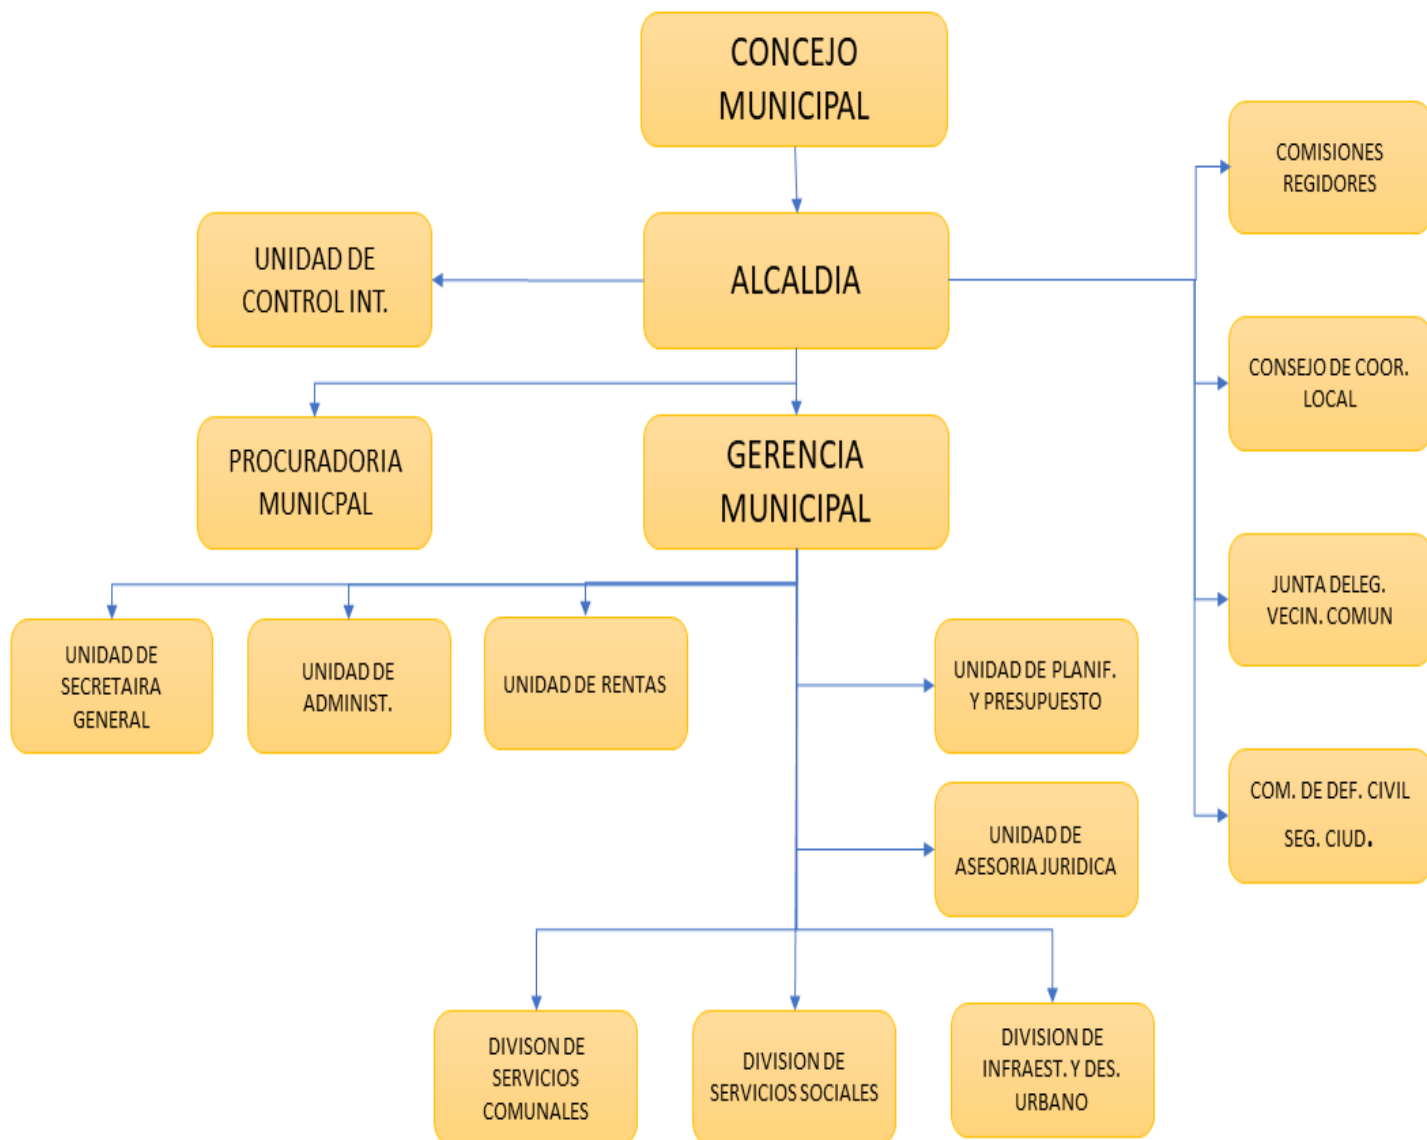 CONCEJO
MUNICIPAL
COMISIONES
REGIDORES
UNIDAD DE
CONTROL INT.
ALCALDIA
CONSEJO DE COOR.
LOCAL
PROCURADORIA
MUNICPAL
GERENCIA
MUNICIPAL
JUNTA DELEG.
VECIN. COMUN
UNIDAD DE
SECRETAIRA
GENERAL
UNIDAD DE
ADMINIST.
UNIDAD DE RENTAS
UNIDAD DE PLANIF.
Y PRESUPUESTO
COM. DE DEF. CIVIL
SEG. CIUD.
UNIDAD DE
ASESORIA JURIDICA
DIVISON DE
SERVICIOS
COMUNALES
DIVISION DE
SERVICIOS SOCIALES
DIVISION DE
INFRAEST. Y DES.
URBANO